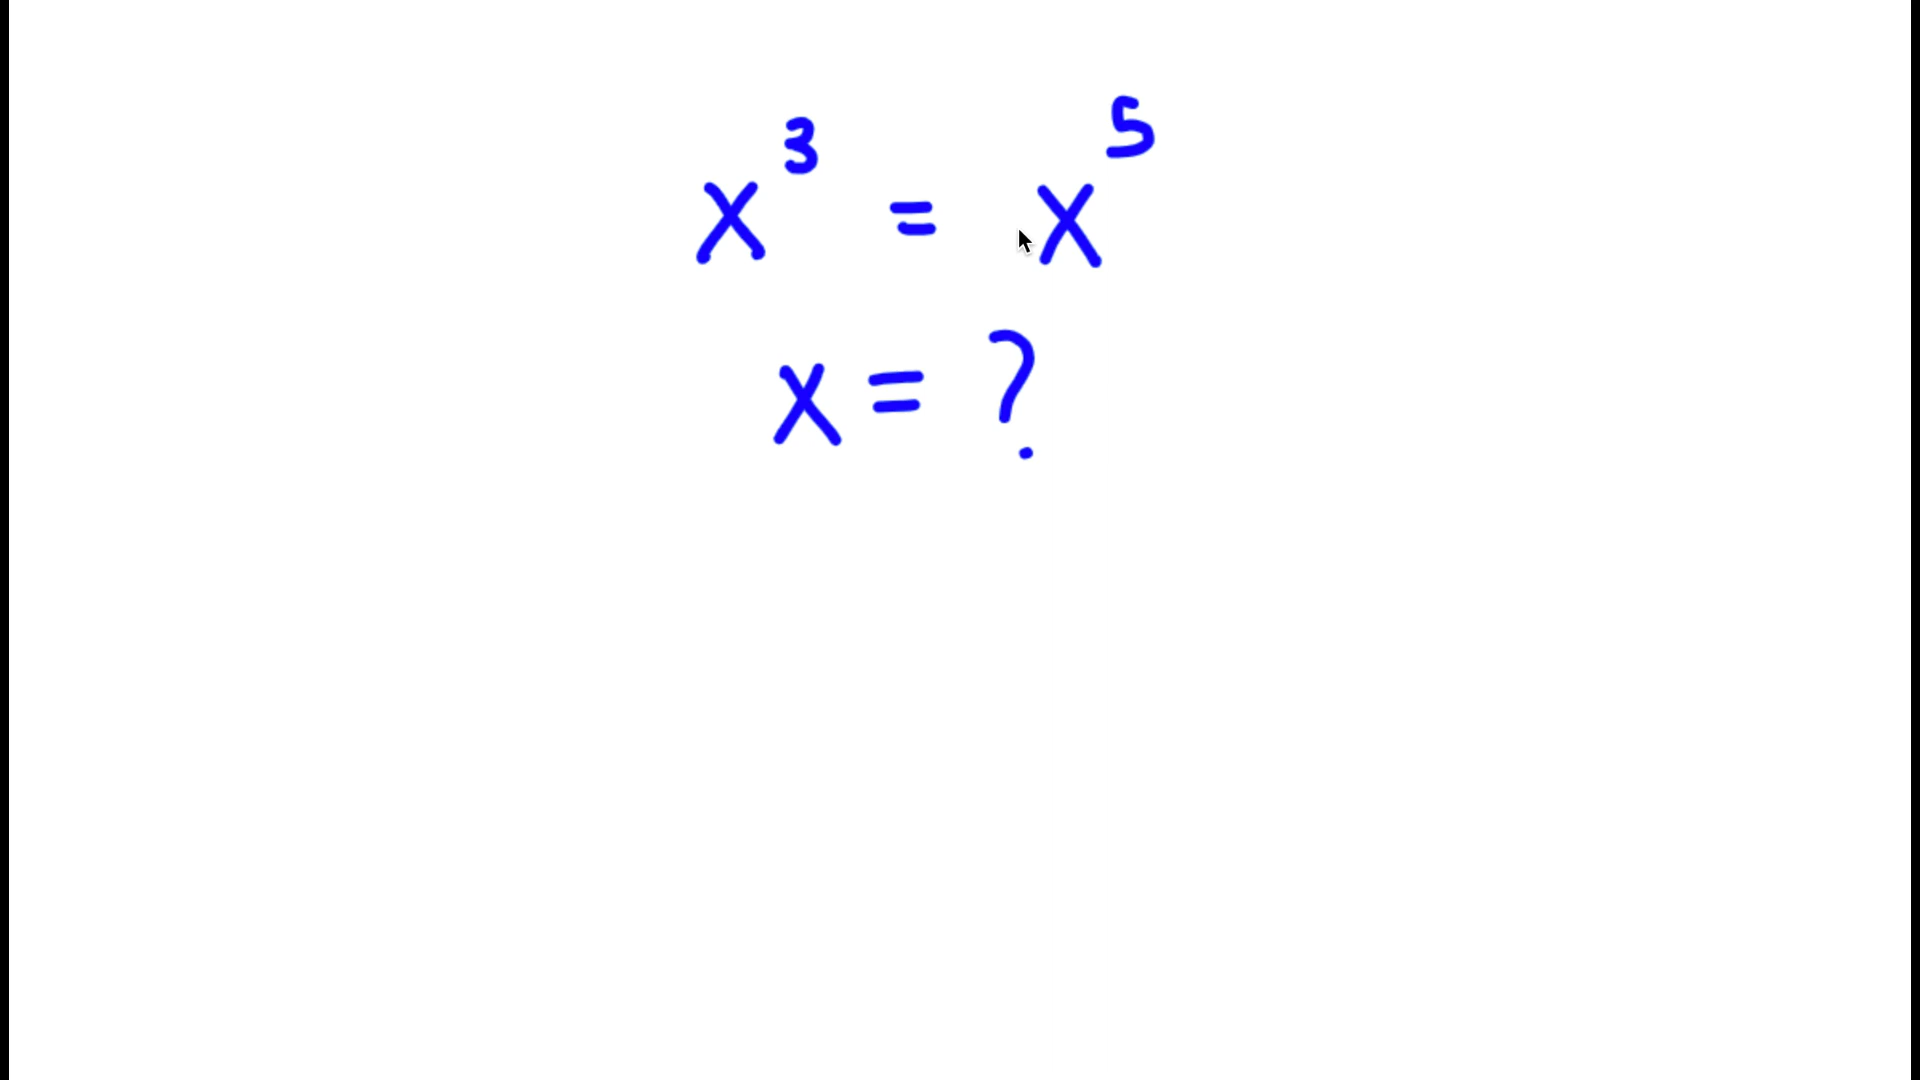 x³ = x⁵
x = ?